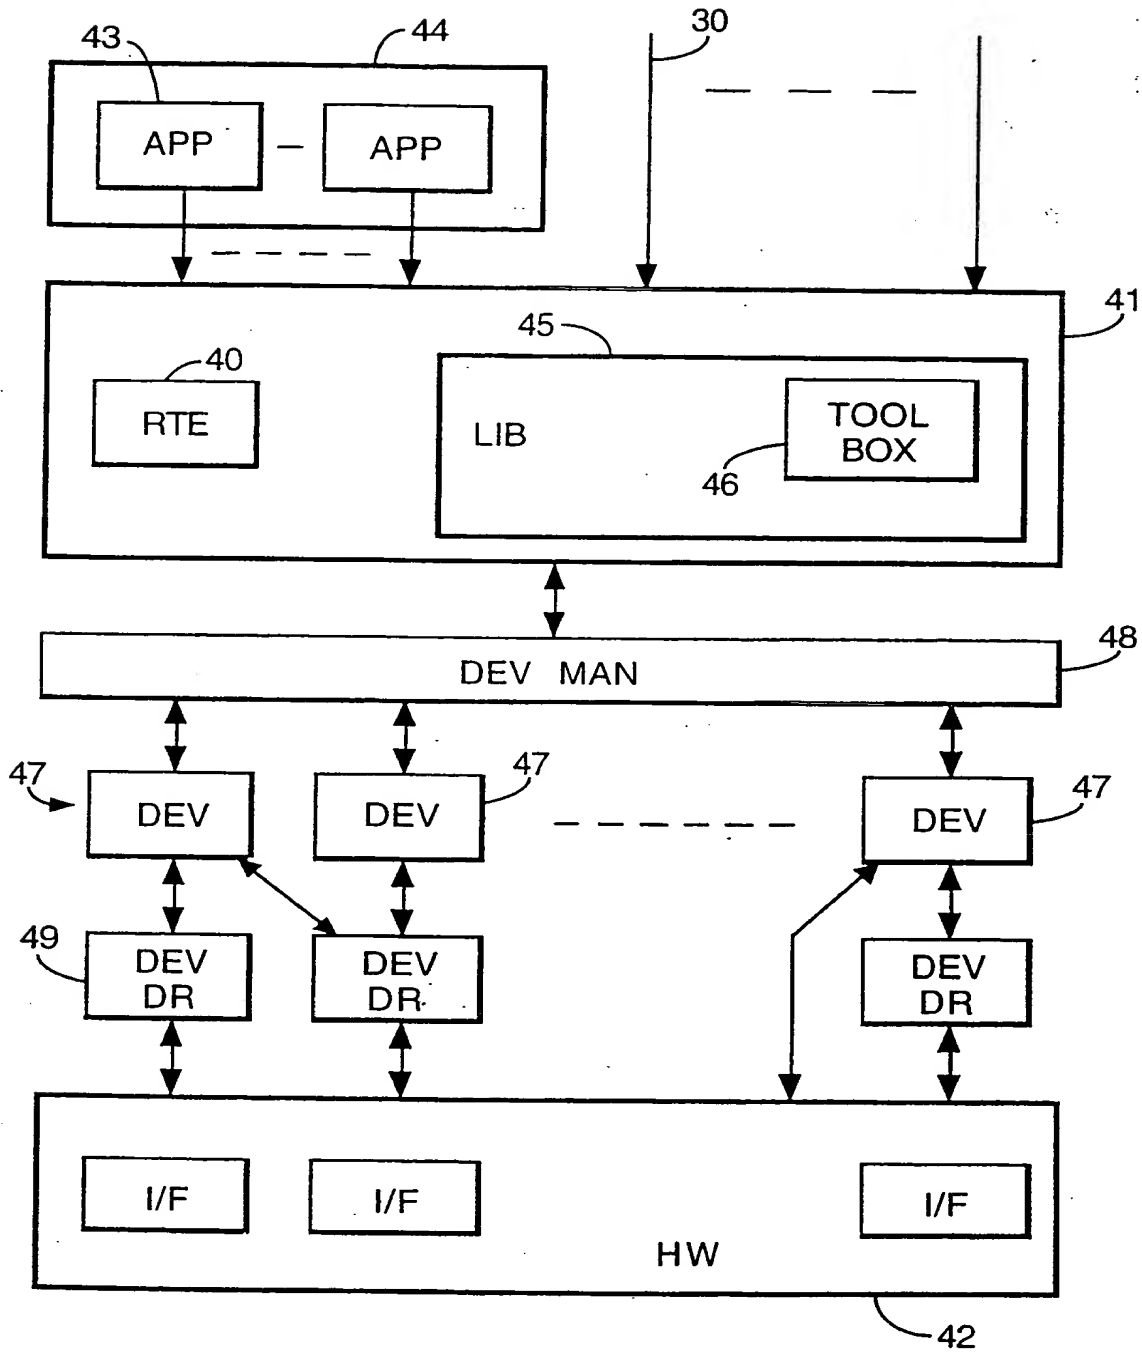 43
44
30
APP
APP
41
45
40
RTE
LIB
TOOL
BOX
46
DEV MAN
48
47
DEV
DEV
47
DEV
47
49
DEV
DR
DEV
DR
DEV
DR
I/F
I/F
I/F
HW
42